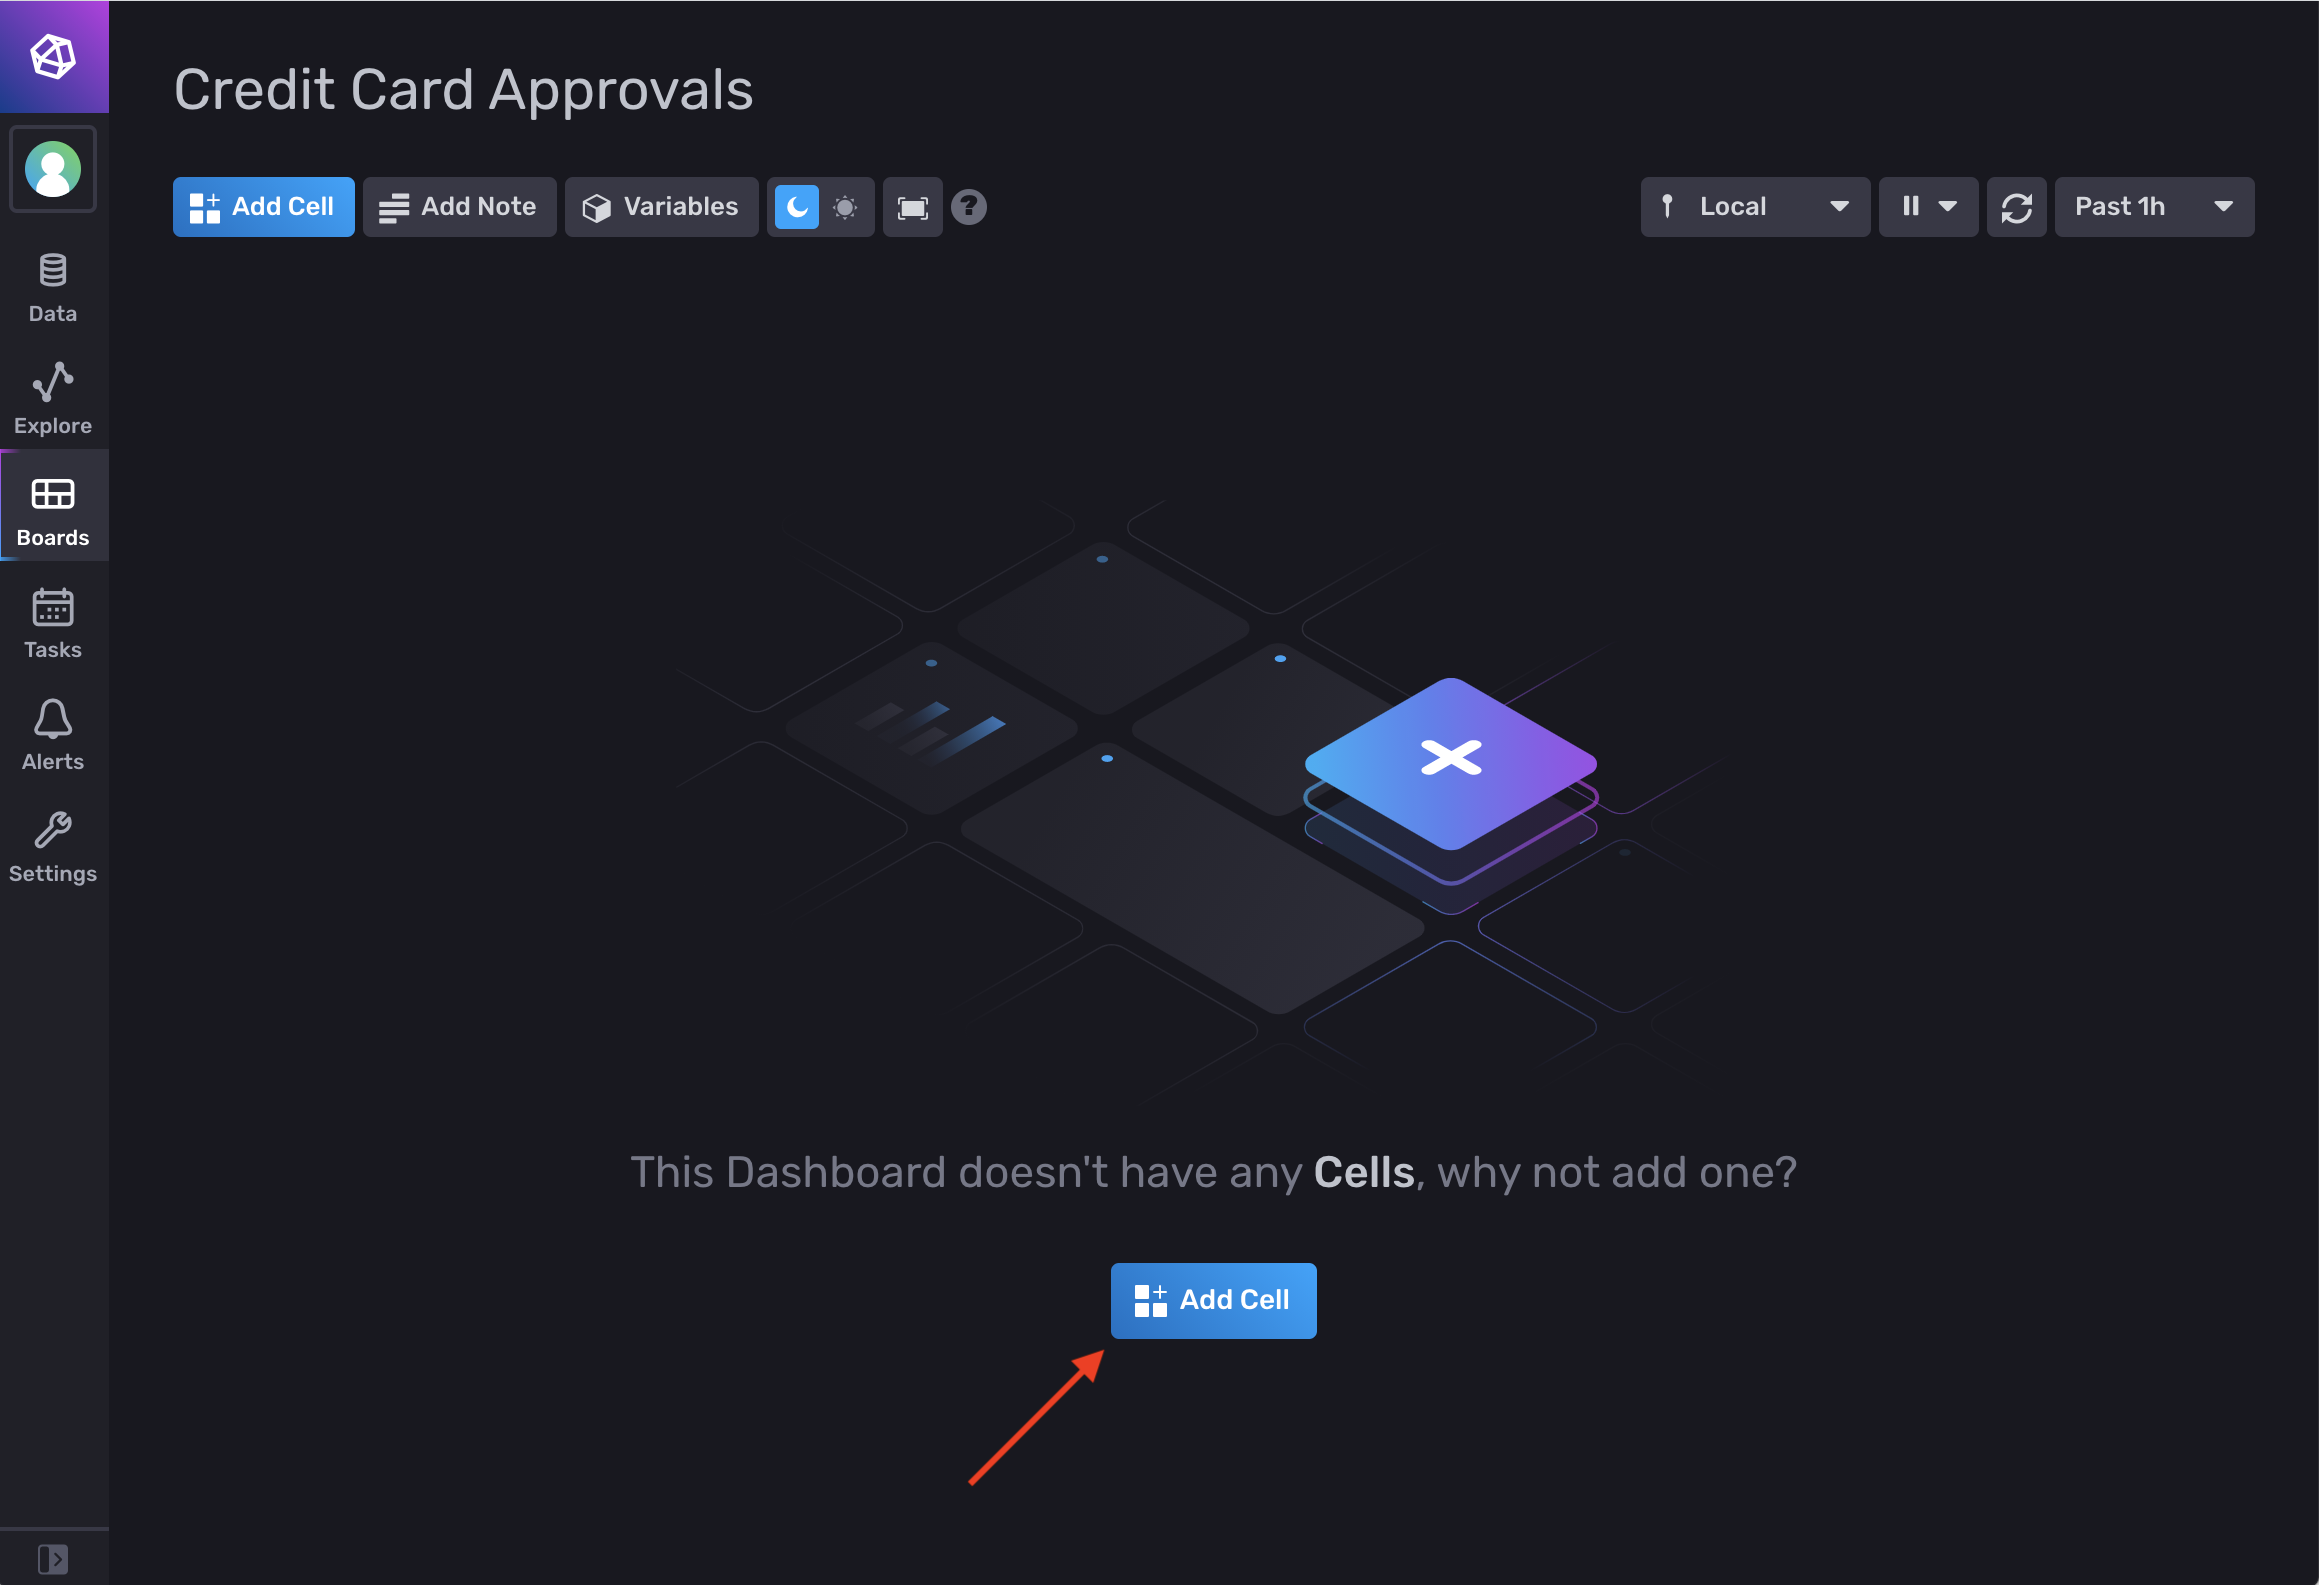 Credit Card Approvals
Add Cell
Add Note
Variables
?
Local
Past 1h
Data
Explore
Boards
Tasks
Alerts
Settings
This Dashboard doesn't have any Cells, why not add one?
Add Cell